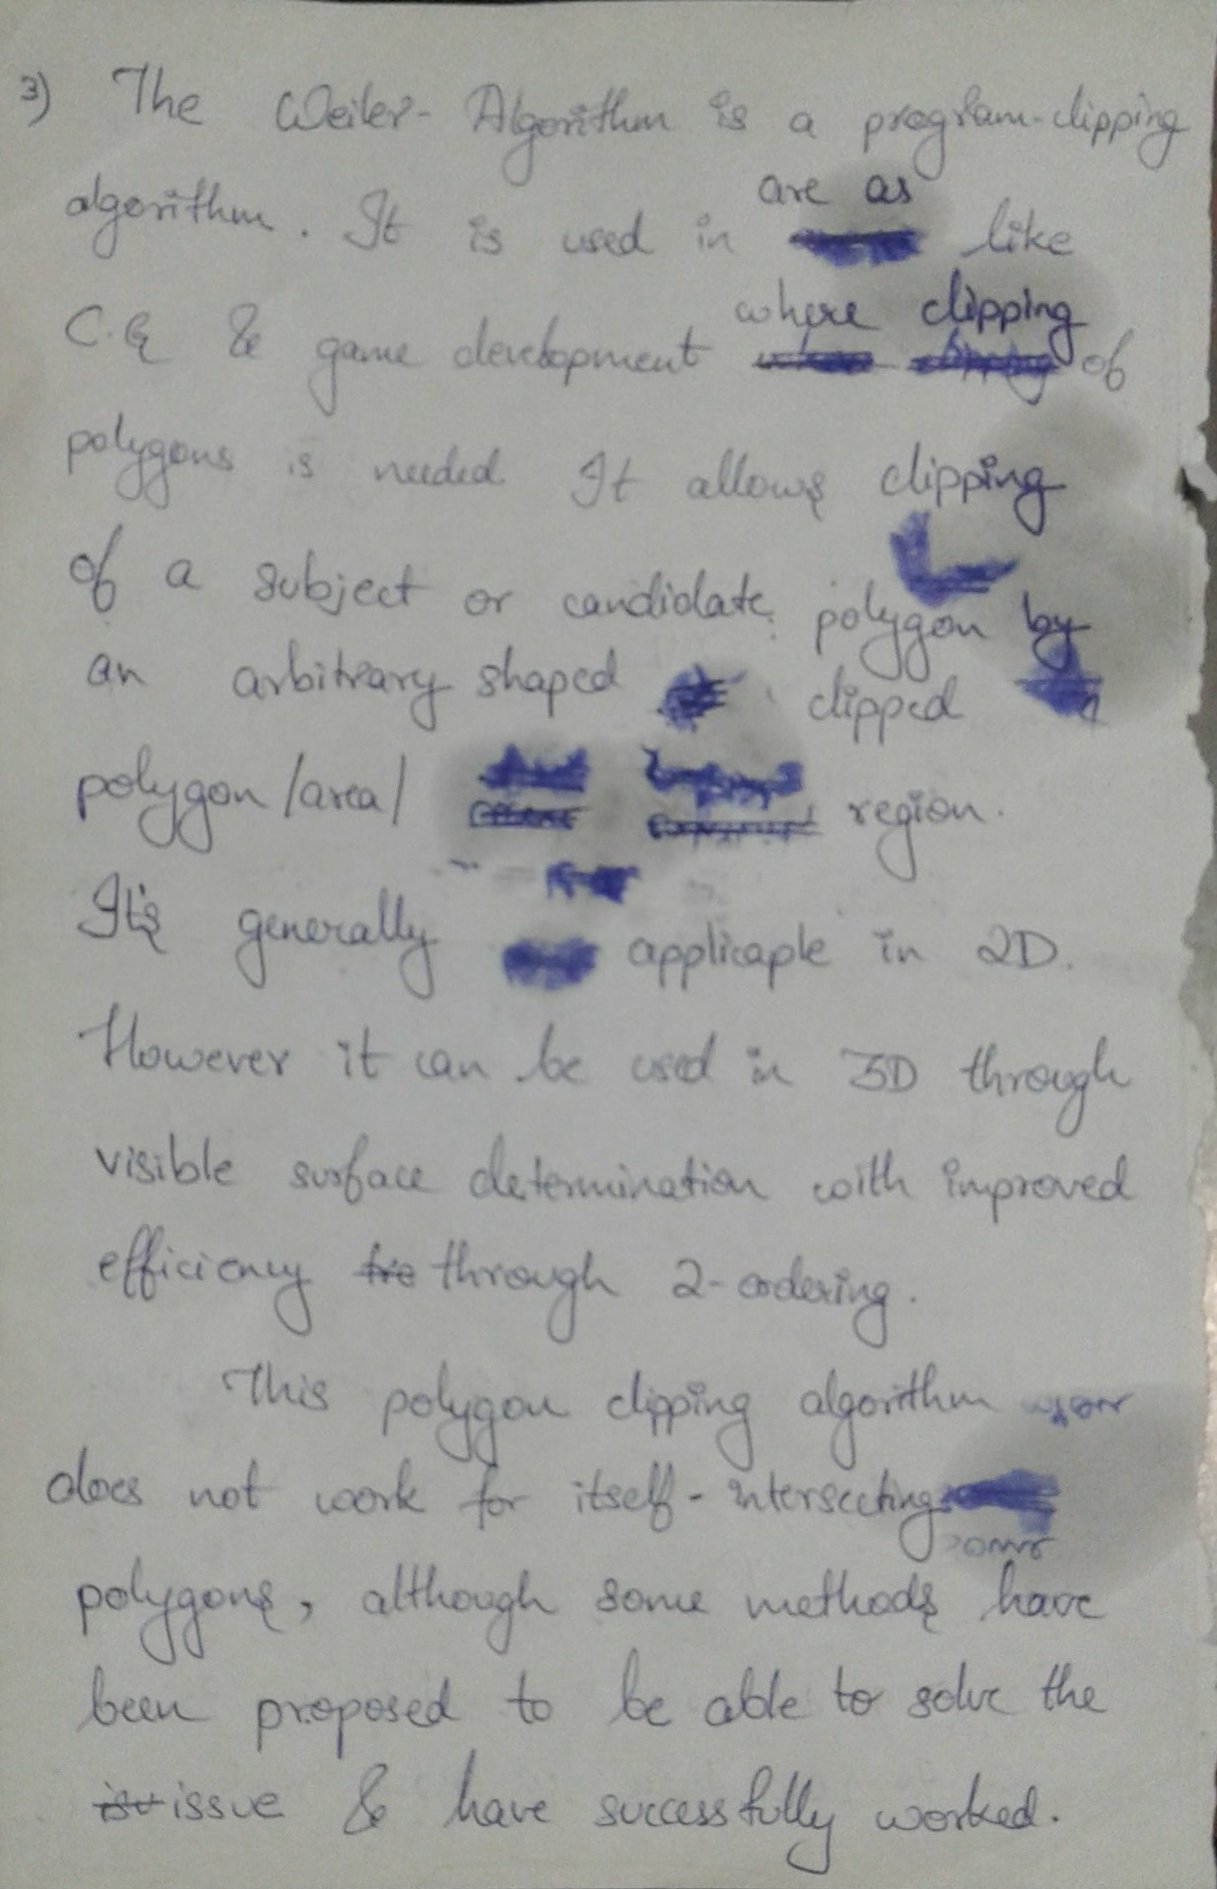 3) The Weiler- Algorithm is a program-clipping
are as
algorithm. It is used in like
where clipping
C.G & game development of
polygons is needed. It allows clipping
of a subject or candidate polygon by
an arbitrary shaped clipped
polygon/area/ region.
It's generally applicaple in 2D.
However it can be used in 3D through
visible surface determination with improved
efficiency through 2-ordering.
This polygon clipping algorithm
does not work for itself-intersecting
polygons, although some methods have
been proposed to be able to solve the
issue & have successfully worked.